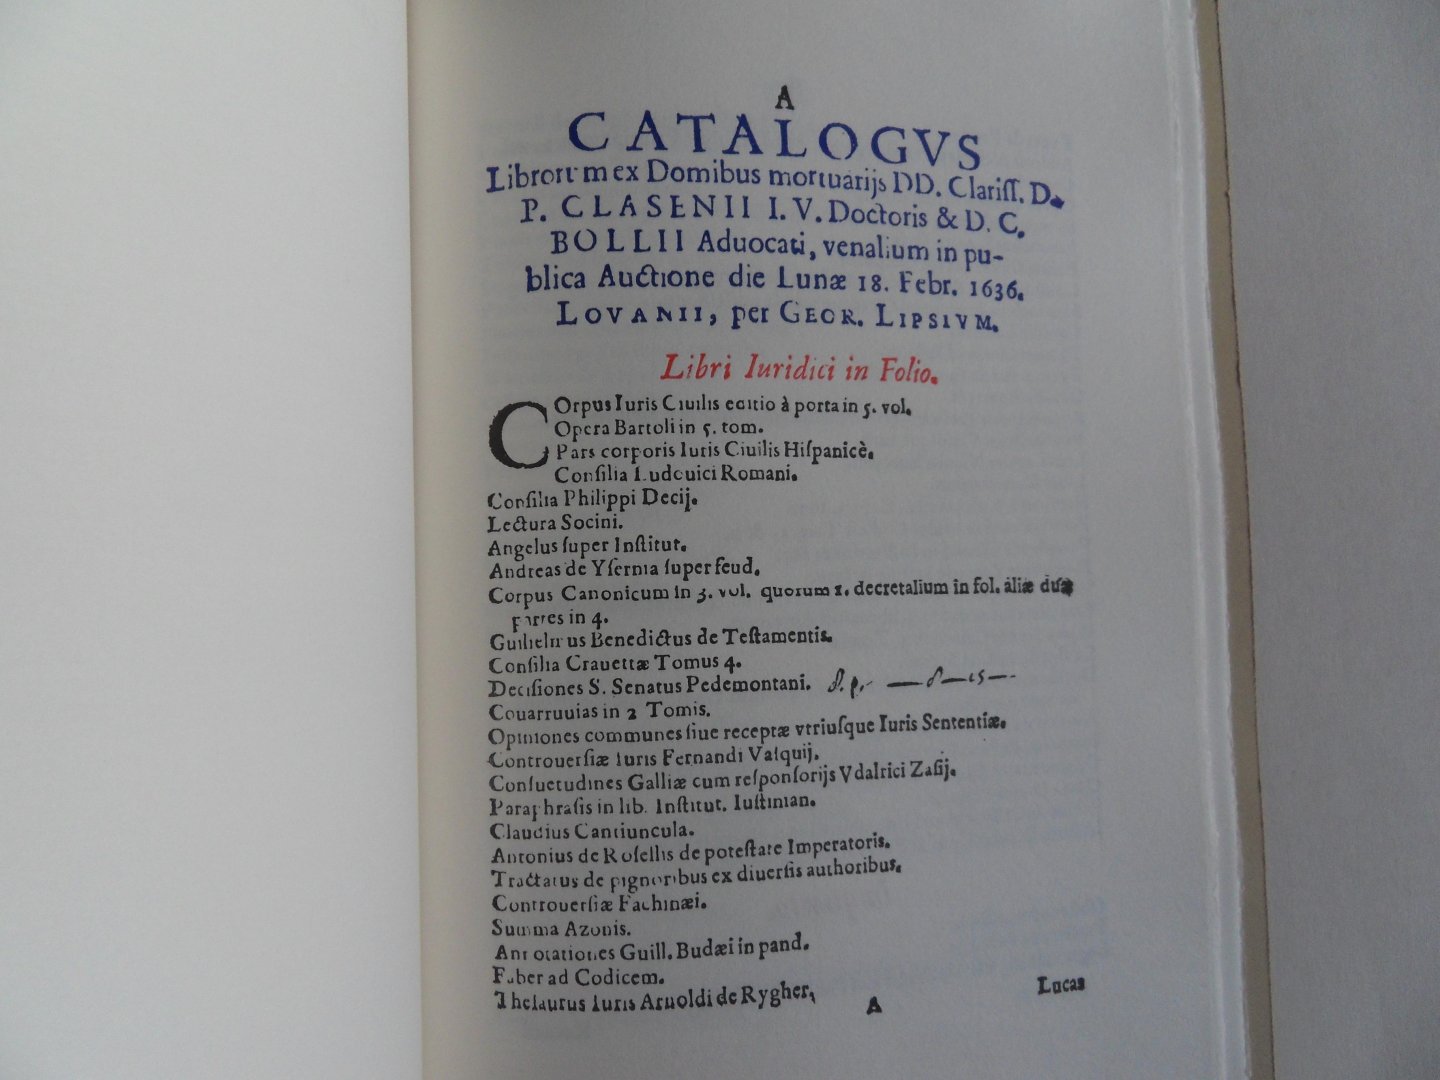 A
CATALOGVS
Librorum ex Domibus mortuarijs DD. Clariſſ. D.
P. CLASENII I. V. Doctoris & D. C.
BOLLII Aduocati, venalium in pu-
blica Auctione die Lunæ 18. Febr. 1636.
LOVANII, per GEOR. LIPSIVM.
Libri Iuridici in Folio.
COrpus Iuris Ciuilis editio à porta in 5. vol.
Opera Bartoli in 5. tom.
Pars corporis Iuris Ciuilis Hiſpanicè.
Conſilia Ludouici Romani.
Conſilia Philippi Decij.
Lectura Socini.
Angelus ſuper Inſtitut.
Andreas de Yſernia ſuper feud.
Corpus Canonicum in 3. vol. quorum 1. decretalium in fol. aliæ duæ
partes in 4.
Guilielmus Benedictus de Teſtamentis.
Conſilia Crauettæ Tomus 4.
Deciſiones S. Senatus Pedemontani.
Couarruuias in 2 Tomis.
Opiniones communes ſiue receptæ vtriuſque Iuris Sententiæ.
Controuerſiæ Iuris Fernandi Vaſquij.
Conſuetudines Galliæ cum reſponſorijs Vdalrici Zaſij.
Paraphraſis in lib. Inſtitut. Iuſtinian.
Claudius Cantiuncula.
Antonius de Roſellis de poteſtate Imperatoris.
Tractatus de pignoribus ex diuerſis authoribus.
Controuerſiæ Fachinæi.
Summa Azonis.
Annotationes Guill. Budæi in pand.
Faber ad Codicem.
Theſaurus Iuris Arnoldi de Rygher,
A
Lucas